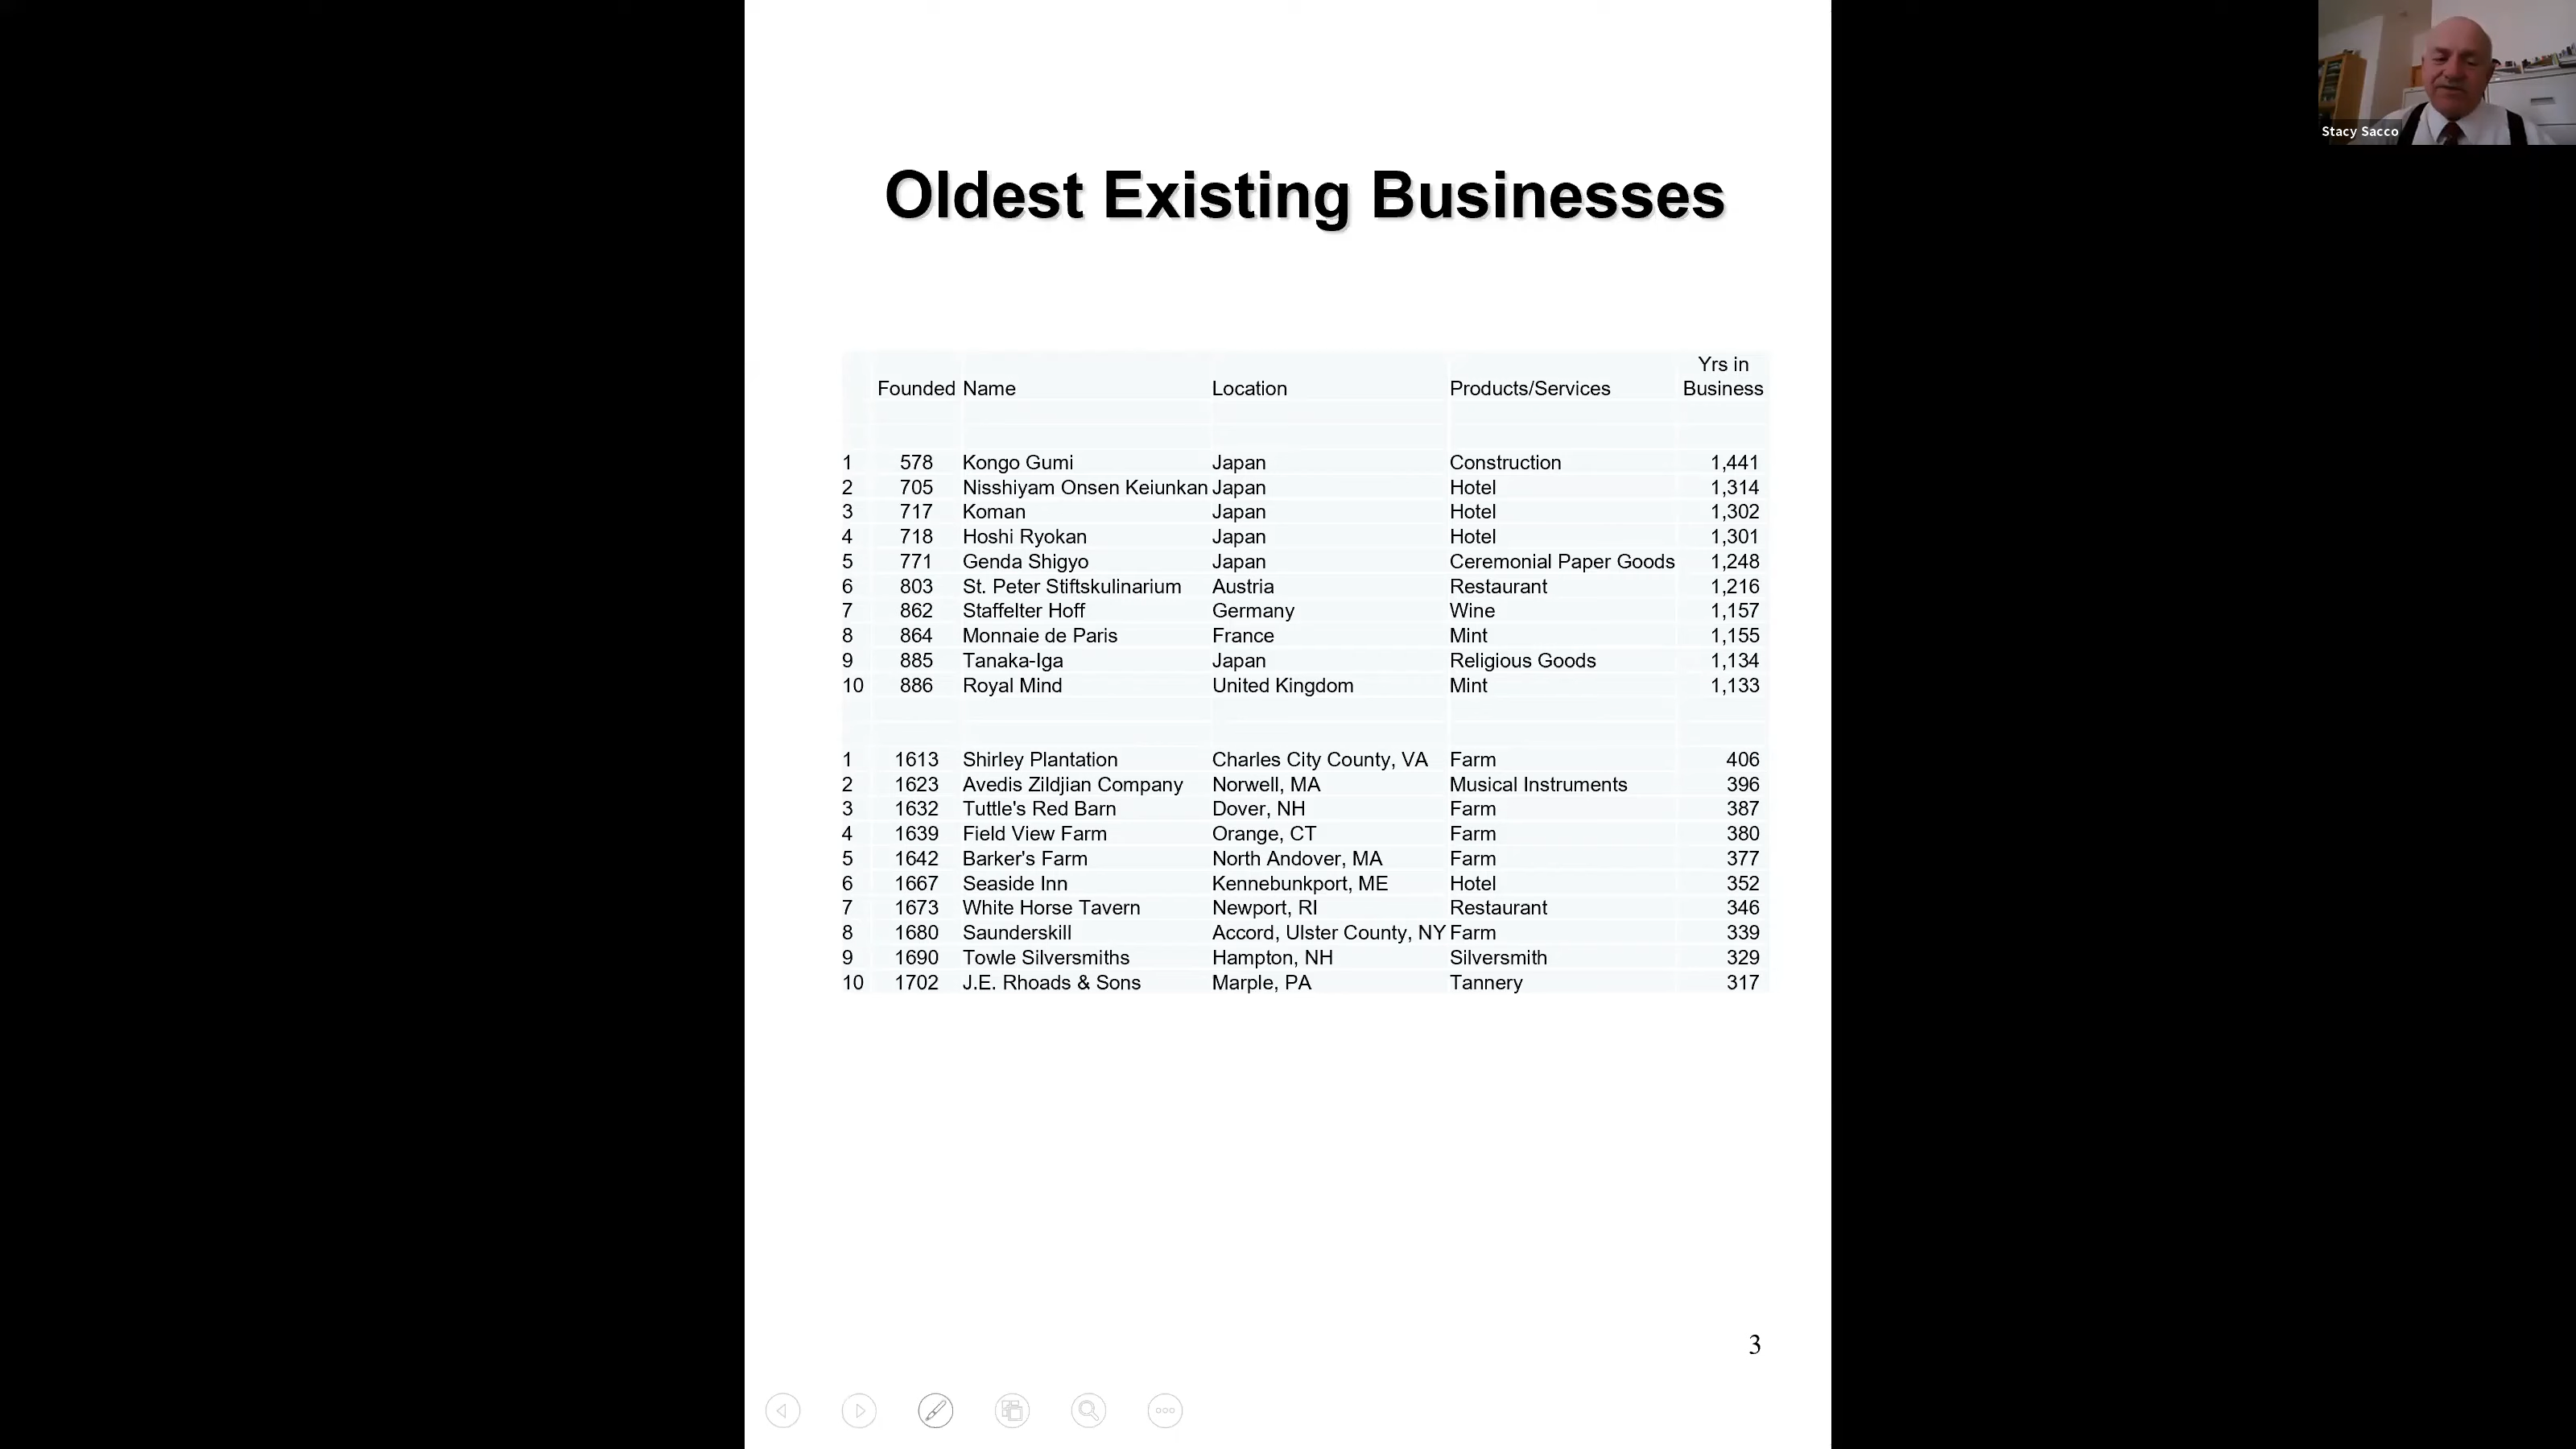 Stacy Sacco
Oldest Existing Businesses
Yrs in
Founded Name Location Products/Services Business
1 578 Kongo Gumi Japan Construction 1,441
2 705 Nisshiyam Onsen Keiunkan Japan Hotel 1,314
3 717 Koman Japan Hotel 1,302
4 718 Hoshi Ryokan Japan Hotel 1,301
5 771 Genda Shigyo Japan Ceremonial Paper Goods 1,248
6 803 St. Peter Stiftskulinarium Austria Restaurant 1,216
7 862 Staffelter Hoff Germany Wine 1,157
8 864 Monnaie de Paris France Mint 1,155
9 885 Tanaka-Iga Japan Religious Goods 1,134
10 886 Royal Mind United Kingdom Mint 1,133
1 1613 Shirley Plantation Charles City County, VA Farm 406
2 1623 Avedis Zildjian Company Norwell, MA Musical Instruments 396
3 1632 Tuttle's Red Barn Dover, NH Farm 387
4 1639 Field View Farm Orange, CT Farm 380
5 1642 Barker's Farm North Andover, MA Farm 377
6 1667 Seaside Inn Kennebunkport, ME Hotel 352
7 1673 White Horse Tavern Newport, RI Restaurant 346
8 1680 Saunderskill Accord, Ulster County, NY Farm 339
9 1690 Towle Silversmiths Hampton, NH Silversmith 329
10 1702 J.E. Rhoads & Sons Marple, PA Tannery 317
3